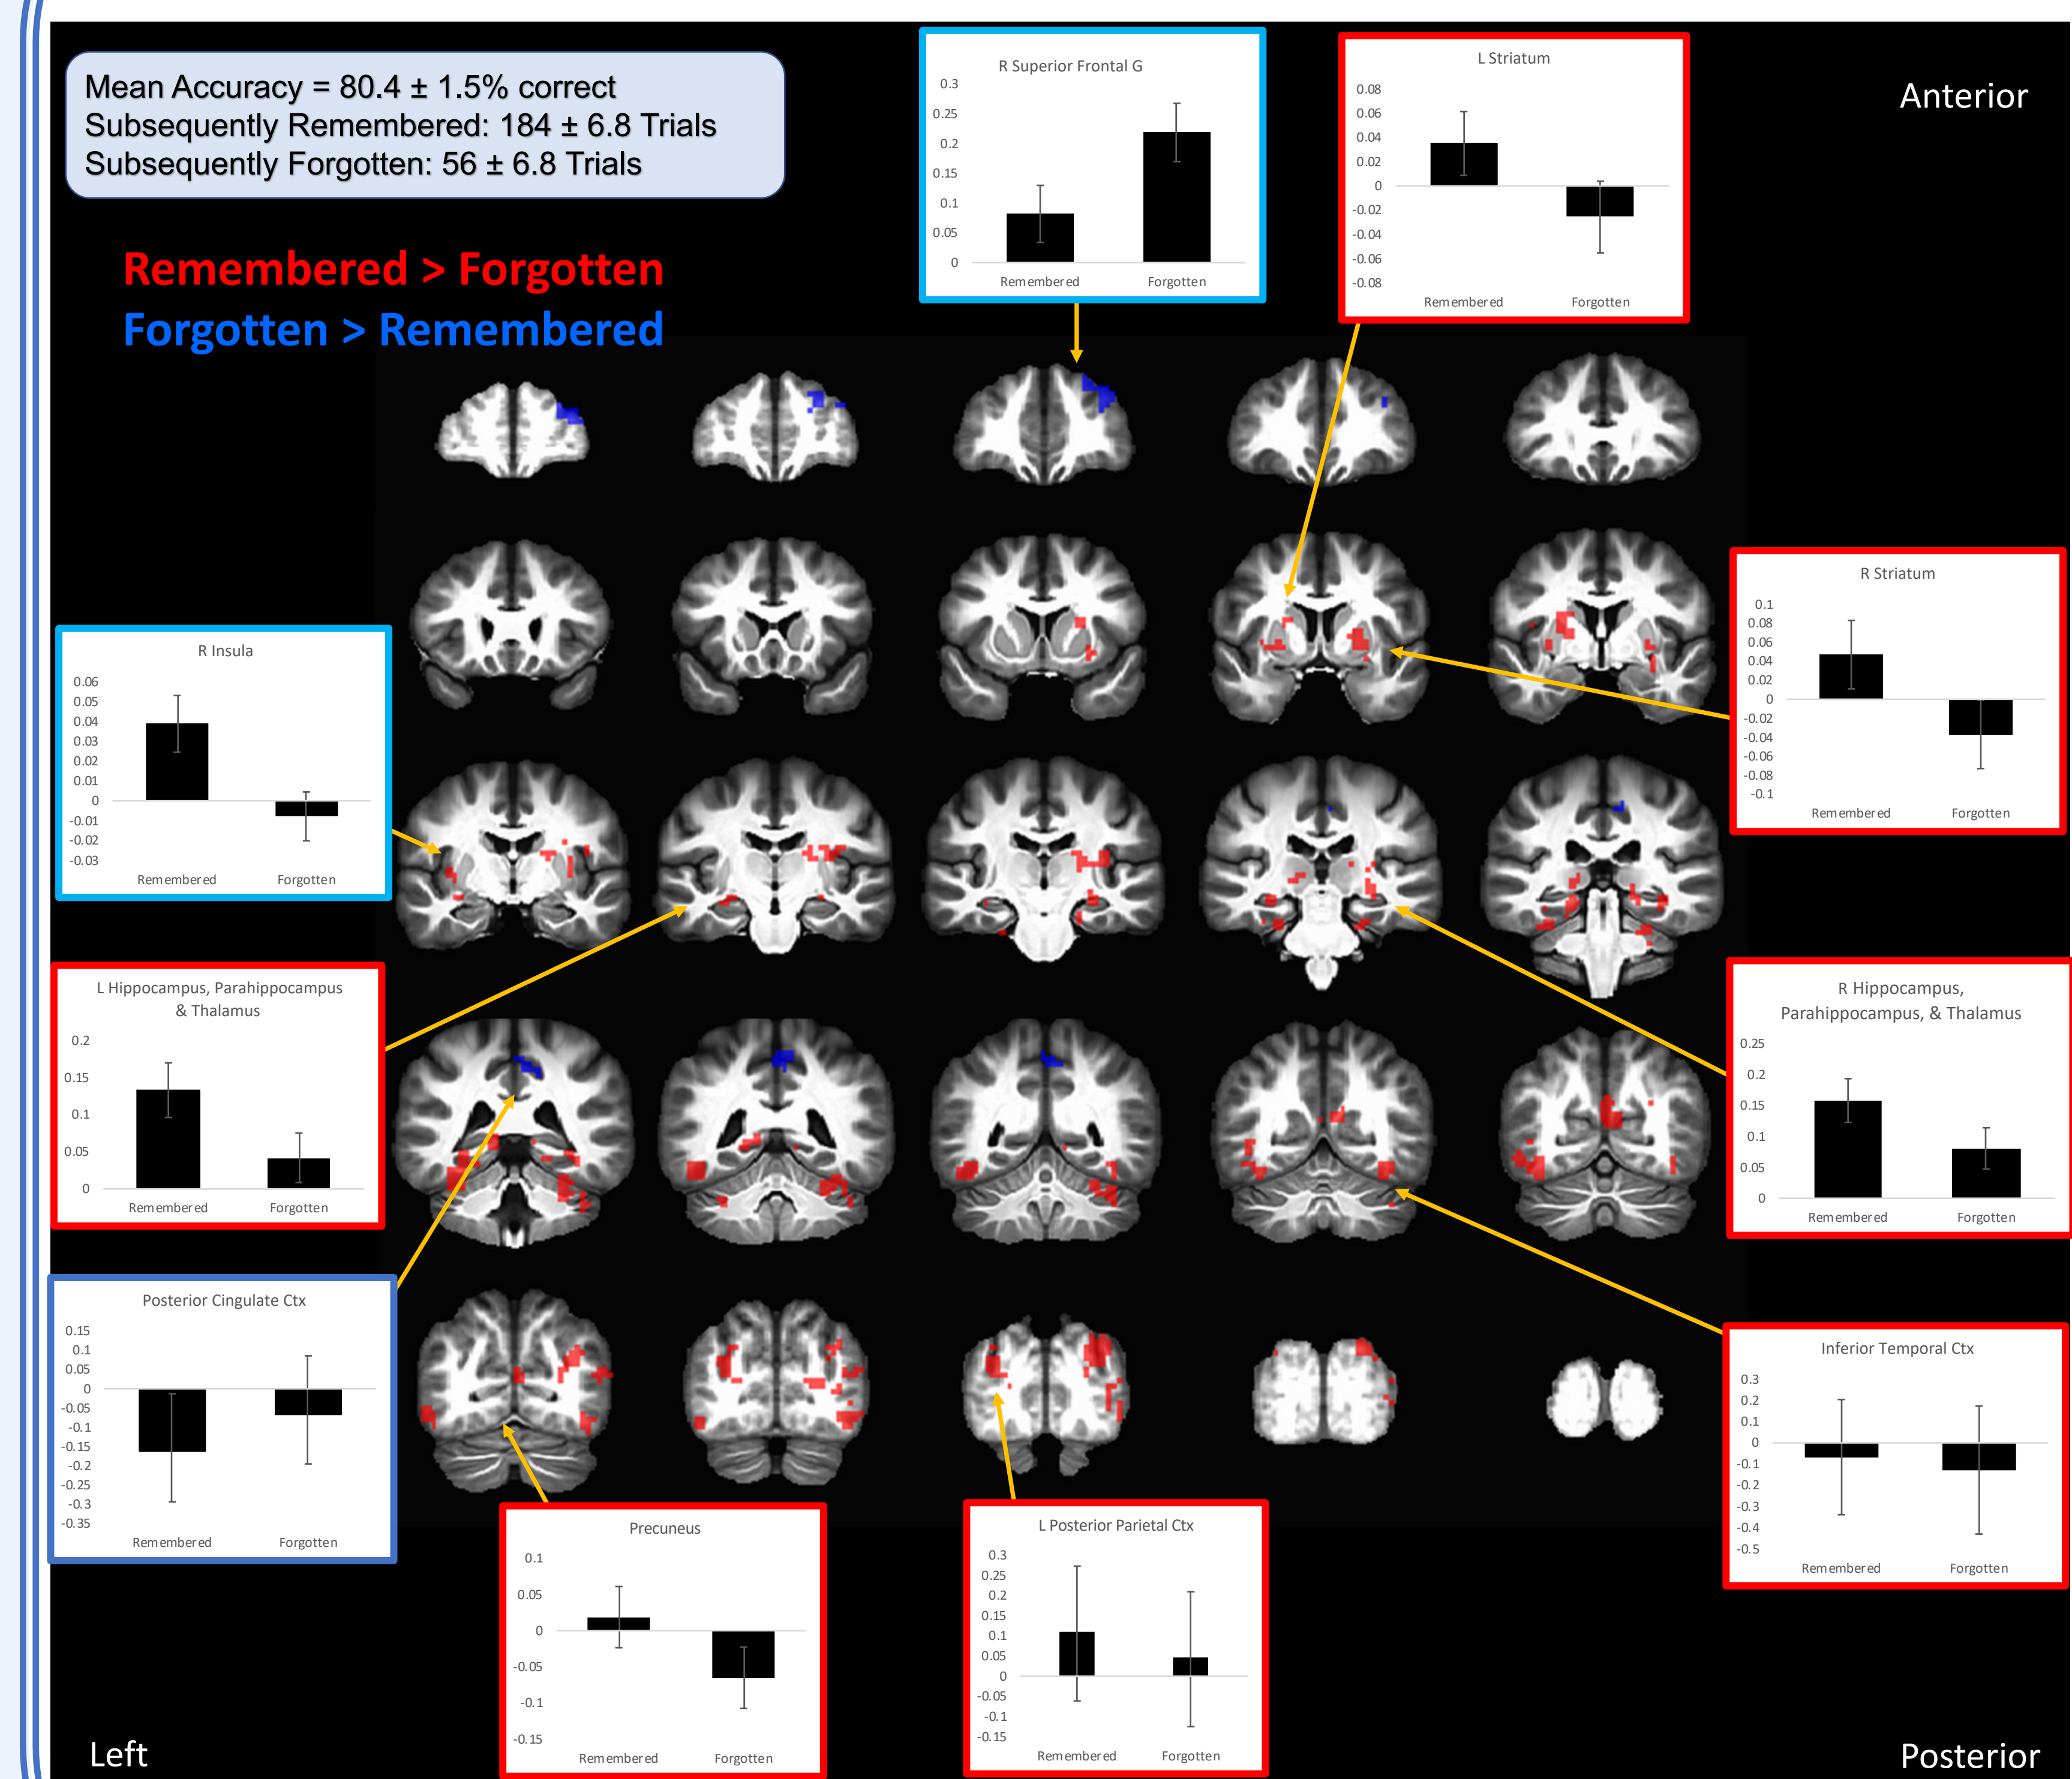 Mean Accuracy = 80.4 ± 1.5% correct
Subsequently Remembered: 184 ± 6.8 Trials
Subsequently Forgotten: 56 ± 6.8 Trials
Remembered > Forgotten
Forgotten > Remembered
Anterior
R Superior Frontal G
0.3
0.25
0.2
0.15
0.1
0.05
0
Remembered Forgotten
L Striatum
0.08
0.06
0.04
0.02
0
-0.02
-0.04
-0.06
-0.08
Remembered Forgotten
R Striatum
0.1
0.08
0.06
0.04
0.02
0
-0.02
-0.04
-0.06
-0.08
-0.1
Remembered Forgotten
R Insula
0.06
0.05
0.04
0.03
0.02
0.01
0
-0.01
-0.02
-0.03
Remembered Forgotten
L Hippocampus, Parahippocampus
& Thalamus
0.2
0.15
0.1
0.05
0
Remembered Forgotten
R Hippocampus,
Parahippocampus, & Thalamus
0.25
0.2
0.15
0.1
0.05
0
Remembered Forgotten
Posterior Cingulate Ctx
0.15
0.1
0.05
0
-0.05
-0.1
-0.15
-0.2
-0.25
-0.3
-0.35
Remembered Forgotten
Inferior Temporal Ctx
0.3
0.2
0.1
0
-0.1
-0.2
-0.3
-0.4
-0.5
Remembered Forgotten
Precuneus
0.1
0.05
0
-0.05
-0.1
-0.15
Remembered Forgotten
L Posterior Parietal Ctx
0.3
0.25
0.2
0.15
0.1
0.05
0
-0.05
-0.1
-0.15
Remembered Forgotten
Left
Posterior